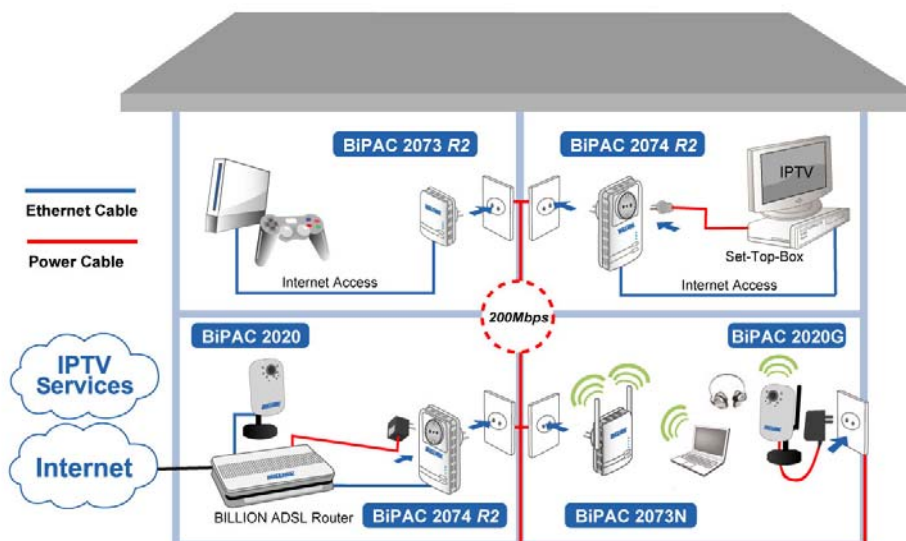 BiPAC 2073 R2
BiPAC 2074 R2
IPTV
Ethernet Cable
Power Cable
Set-Top-Box
Internet Access
Internet Access
200Mbps
BiPAC 2020
BiPAC 2020G
IPTV
Services
Internet
BILLION ADSL Router
BiPAC 2074 R2
BiPAC 2073N